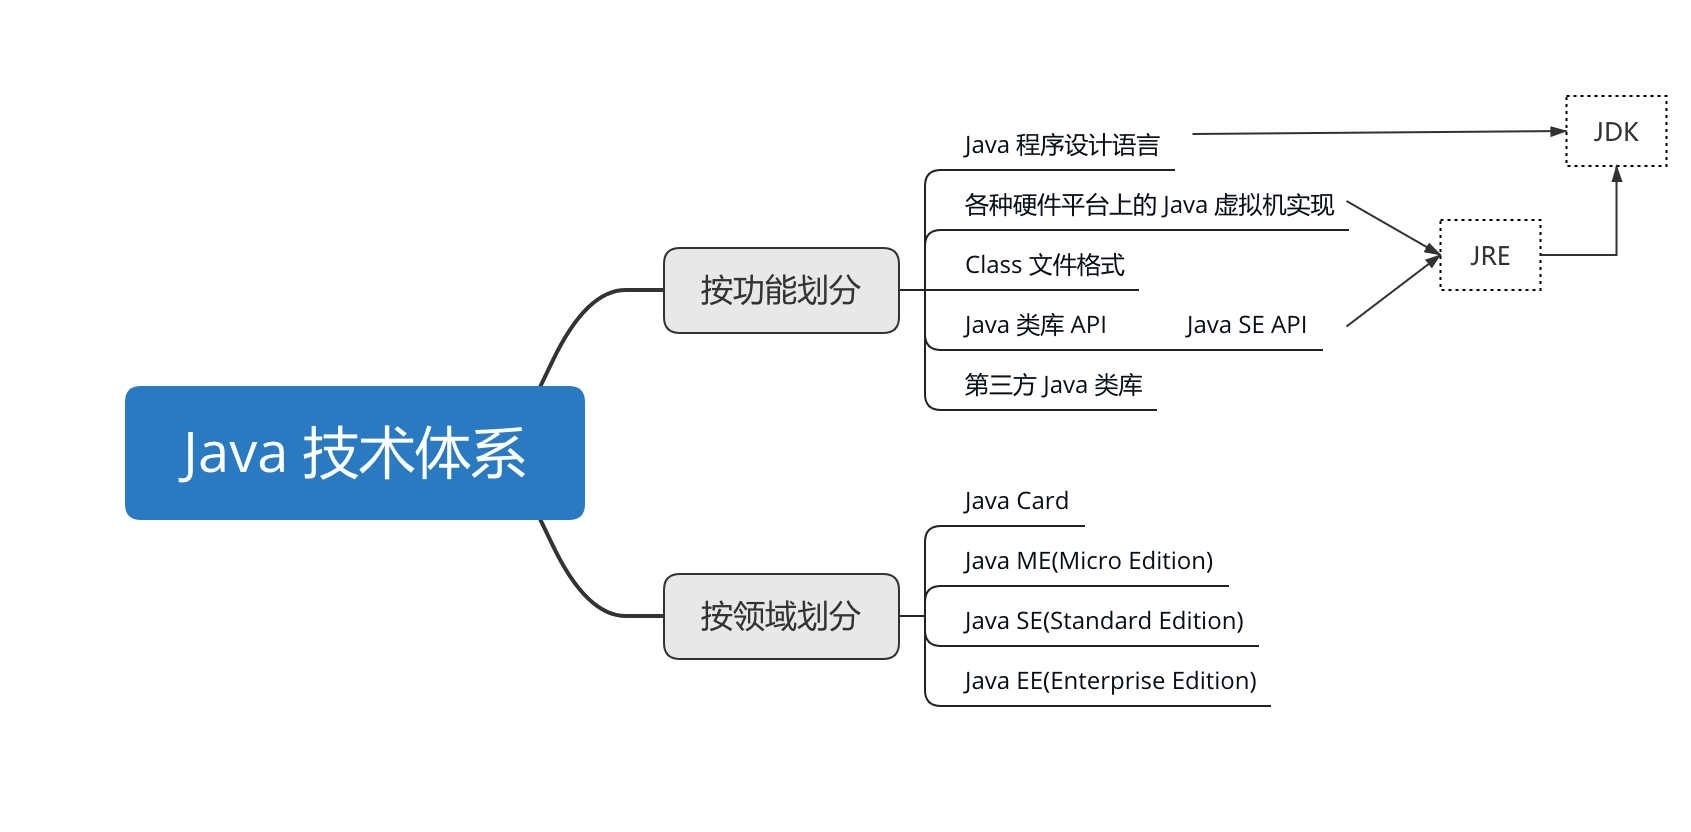 Java 技术体系
按功能划分
Java 程序设计语言
各种硬件平台上的 Java 虚拟机实现
Class 文件格式
Java 类库 API
Java SE API
第三方 Java 类库
JDK
JRE
按领域划分
Java Card
Java ME(Micro Edition)
Java SE(Standard Edition)
Java EE(Enterprise Edition)